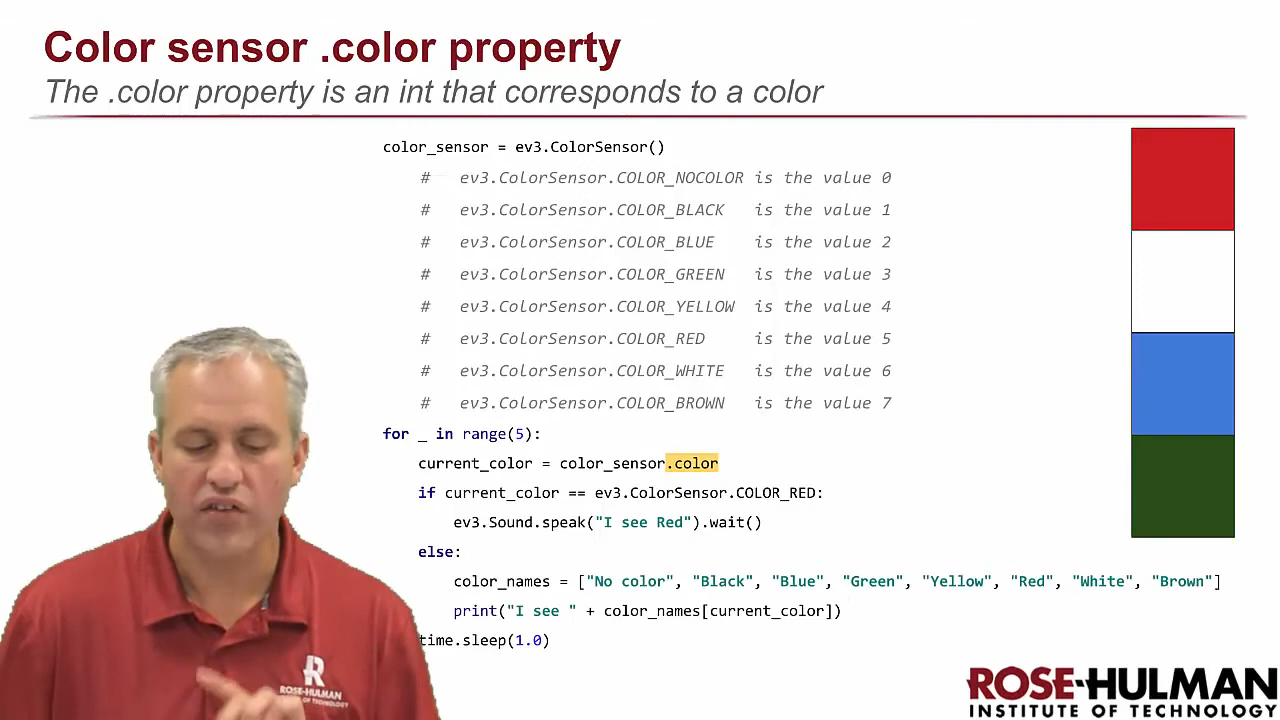 Color sensor .color property
The .color property is an int that corresponds to a color
color_sensor = ev3.ColorSensor()
# ev3.ColorSensor.COLOR_NOCOLOR is the value 0
# ev3.ColorSensor.COLOR_BLACK is the value 1
# ev3.ColorSensor.COLOR_BLUE is the value 2
# ev3.ColorSensor.COLOR_GREEN is the value 3
# ev3.ColorSensor.COLOR_YELLOW is the value 4
# ev3.ColorSensor.COLOR_RED is the value 5
# ev3.ColorSensor.COLOR_WHITE is the value 6
# ev3.ColorSensor.COLOR_BROWN is the value 7
for _ in range(5):
current_color = color_sensor.color
if current_color == ev3.ColorSensor.COLOR_RED:
ev3.Sound.speak("I see Red").wait()
else:
color_names = ["No color", "Black", "Blue", "Green", "Yellow", "Red", "White", "Brown"]
print("I see " + color_names[current_color])
time.sleep(1.0)
R
ROSE-HULMAN
OF TECHNOLOGY
ROSE-HULMAN
INSTITUTE OF TECHNOLOGY